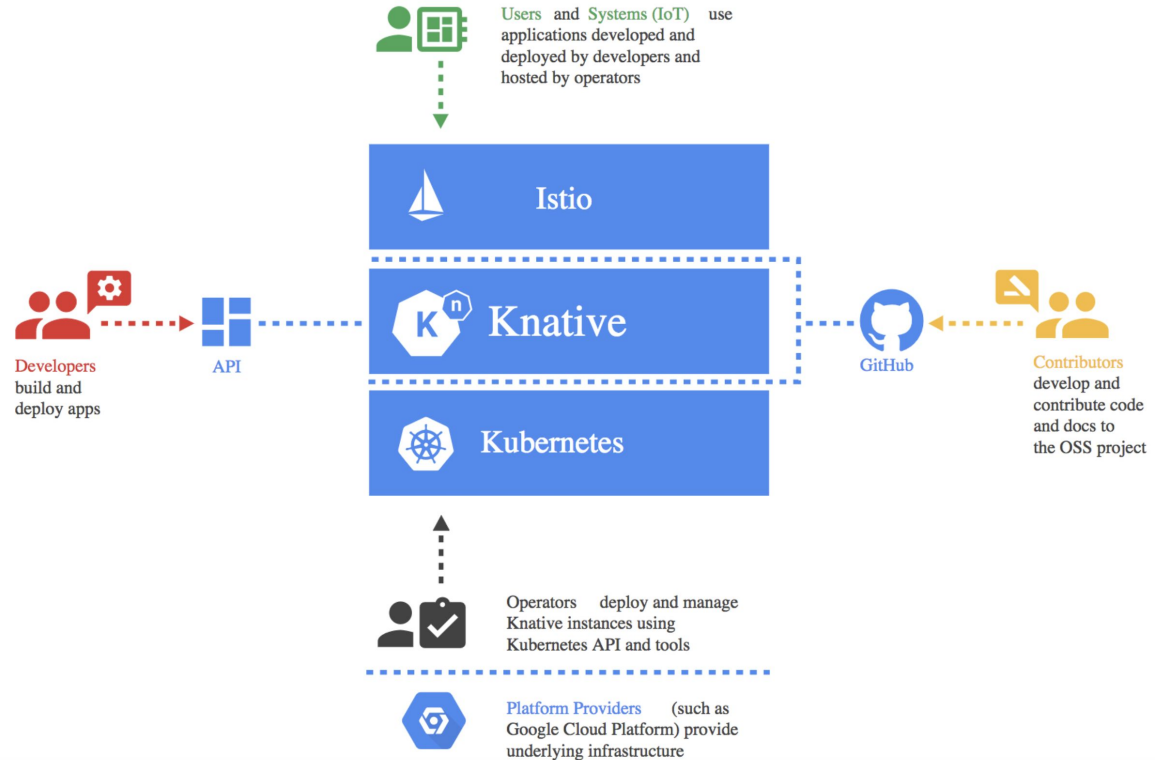 Users and Systems (IoT) use
applications developed and
deployed by developers and
hosted by operators
Istio
n
K
Knative
Developers
build and
deploy apps
API
GitHub
Contributors
develop and
contribute code
and docs to
the OSS project
Kubernetes
Operators deploy and manage
Knative instances using
Kubernetes API and tools
Platform Providers (such as
Google Cloud Platform) provide
underlying infrastructure